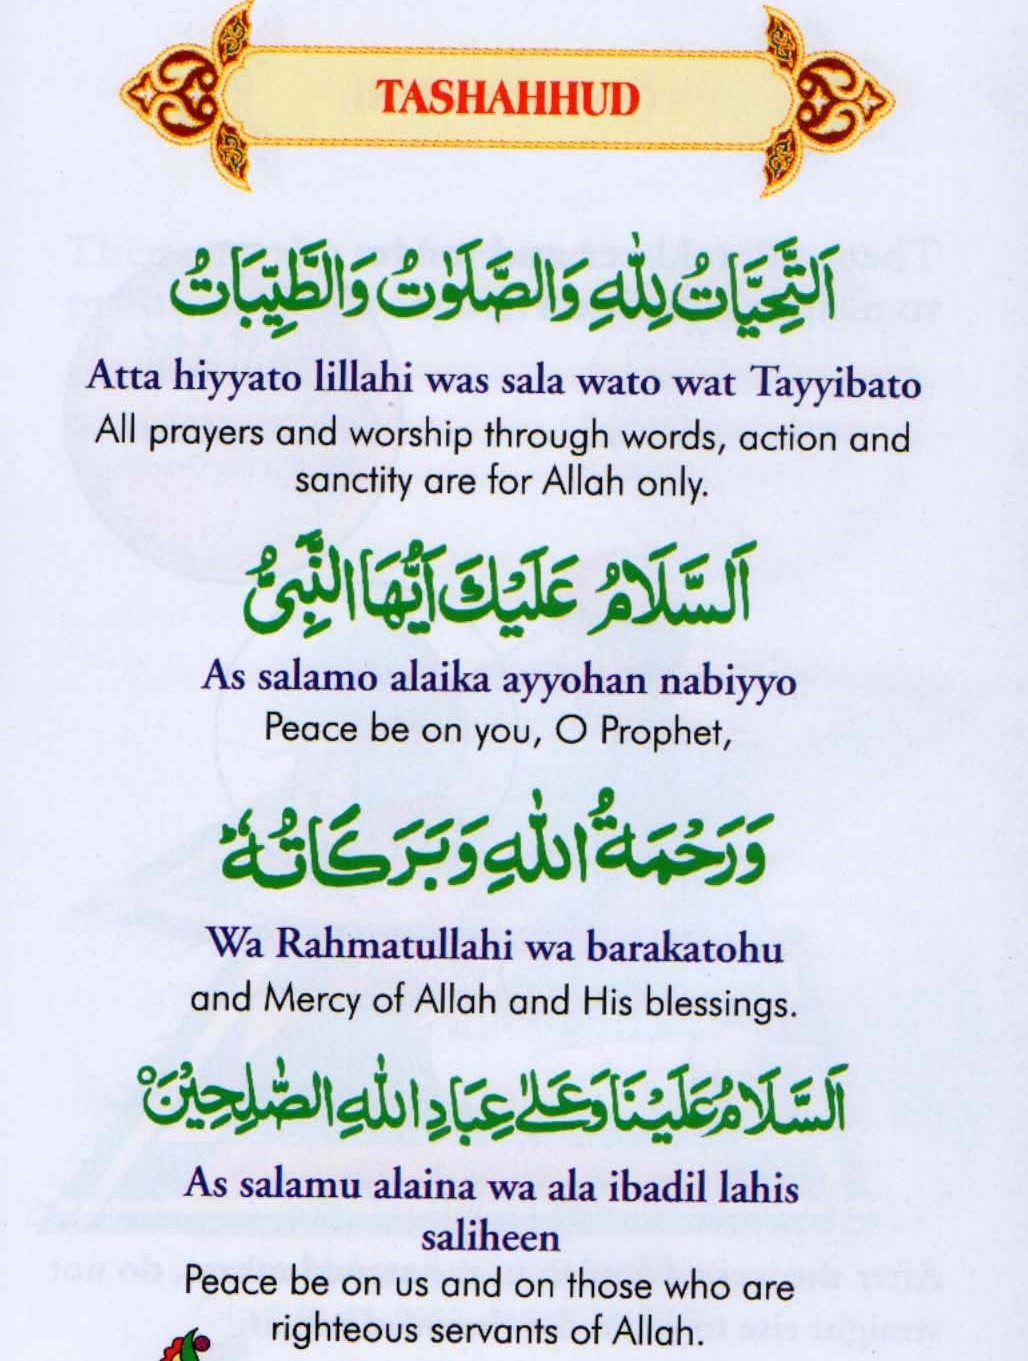 TASHAHHUD
اَلتَّحِيَّاتُ لِلّٰهِ وَالصَّلَوٰتُ وَالطَّيِّبَاتُ
Atta hiyyato lillahi was sala wato wat Tayyibato
All prayers and worship through words, action and
sanctity are for Allah only.
اَلسَّلَامُ عَلَيْكَ اَيُّهَا النَّبِىُّ
As salamo alaika ayyohan nabiyyo
Peace be on you, O Prophet,
وَرَحْمَةُ اللّٰهِ وَبَرَكَاتُهٗ
Wa Rahmatullahi wa barakatohu
and Mercy of Allah and His blessings.
اَلسَّلَامُ عَلَيْنَا وَعَلٰى عِبَادِ اللّٰهِ الصّٰلِحِيْنَ
As salamu alaina wa ala ibadil lahis
saliheen
Peace be on us and on those who are
righteous servants of Allah.